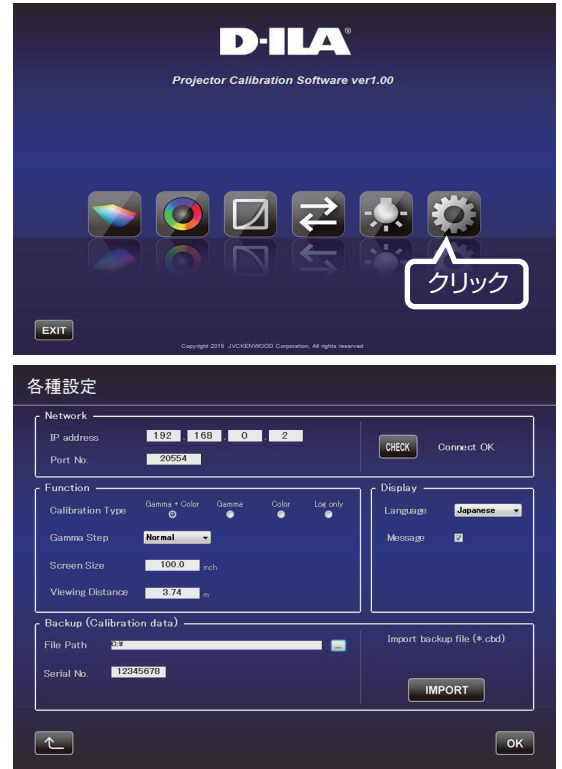 D-ILA®
Projector Calibration Software ver1.00
クリック
EXIT
Copyright 2015 JVCKENWOOD Corporation, All rights reserved
各種設定
Network
IP address 192 . 168 . 0 . 2
CHECK Connect OK
Port No. 20554
Function
Calibration Type Gamma + Color Gamma Color Log only
Gamma Step Normal
Screen Size 100.0 inch
Viewing Distance 3.74 m
Display
Language Japanese
Message
Backup (Calibration data)
File Path D:¥ ...
Serial No. 12345678
Import backup file (*.cbd)
IMPORT
OK